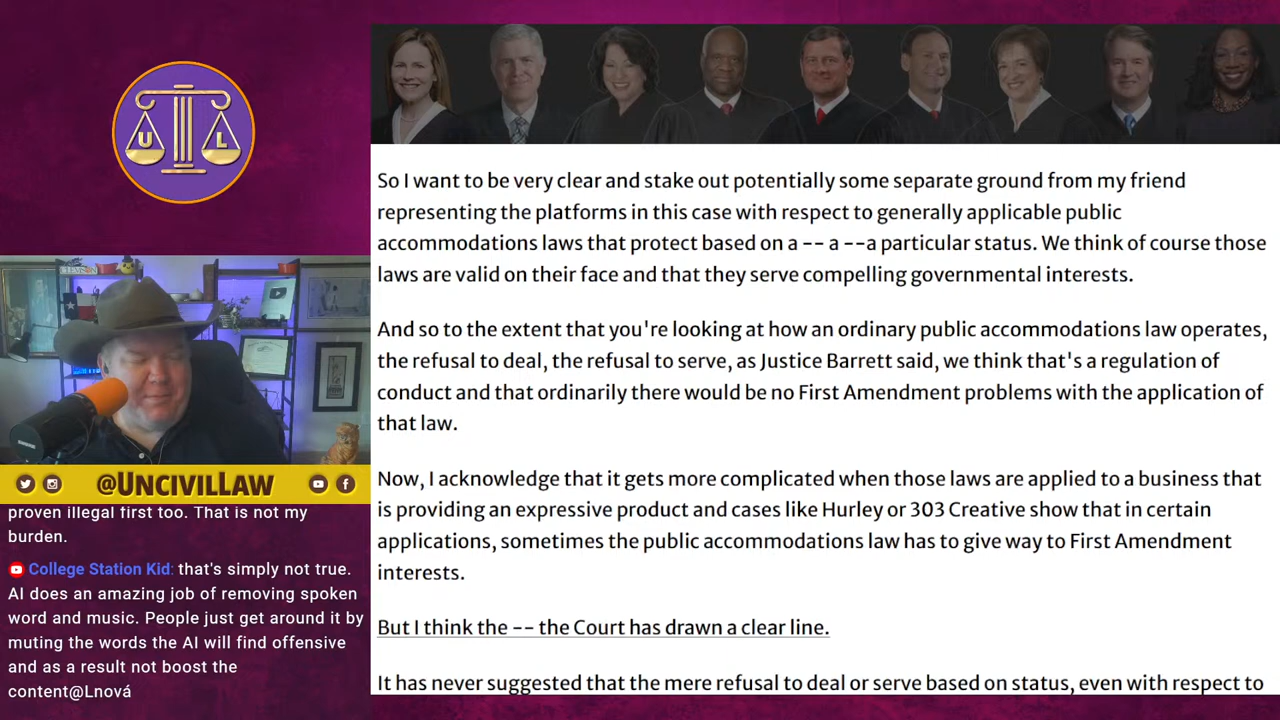 U L
So I want to be very clear and stake out potentially some separate ground from my friend
representing the platforms in this case with respect to generally applicable public
accommodations laws that protect based on a -- a --a particular status. We think of course those
laws are valid on their face and that they serve compelling governmental interests.
And so to the extent that you're looking at how an ordinary public accommodations law operates,
the refusal to deal, the refusal to serve, as Justice Barrett said, we think that's a regulation of
conduct and that ordinarily there would be no First Amendment problems with the application of
that law.
Now, I acknowledge that it gets more complicated when those laws are applied to a business that
is providing an expressive product and cases like Hurley or 303 Creative show that in certain
applications, sometimes the public accommodations law has to give way to First Amendment
interests.
But I think the -- the Court has drawn a clear line.
It has never suggested that the mere refusal to deal or serve based on status, even with respect to
@UNCIVILLAW
proven illegal first too. That is not my
burden.
College Station Kid: that's simply not true.
AI does an amazing job of removing spoken
word and music. People just get around it by
muting the words the AI will find offensive
and as a result not boost the
content@Lnová